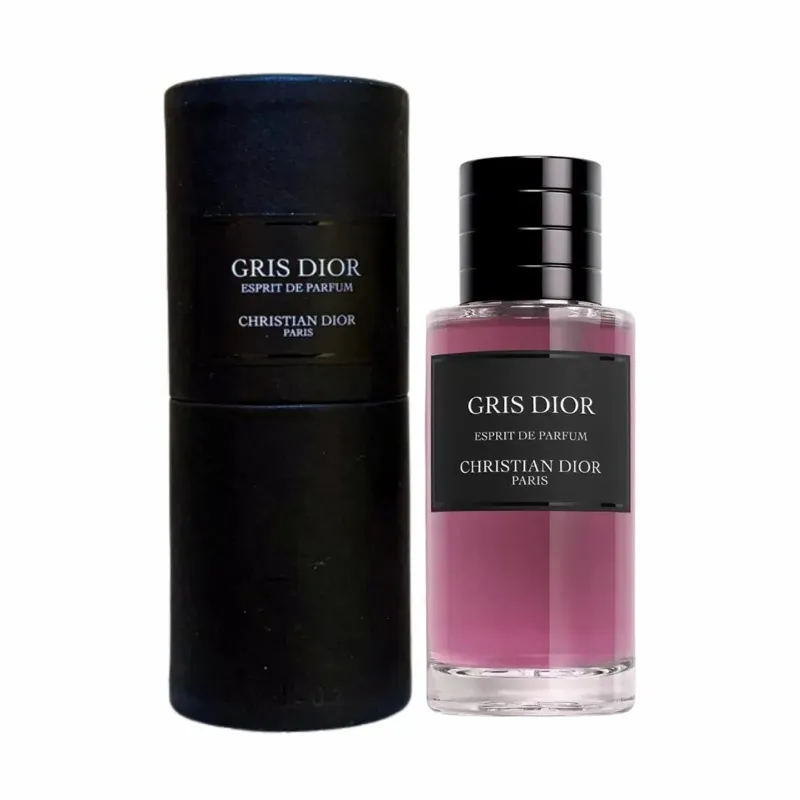 GRIS DIOR
ESPRIT DE PARFUM
CHRISTIAN DIOR
PARIS
GRIS DIOR
ESPRIT DE PARFUM
CHRISTIAN DIOR
PARIS